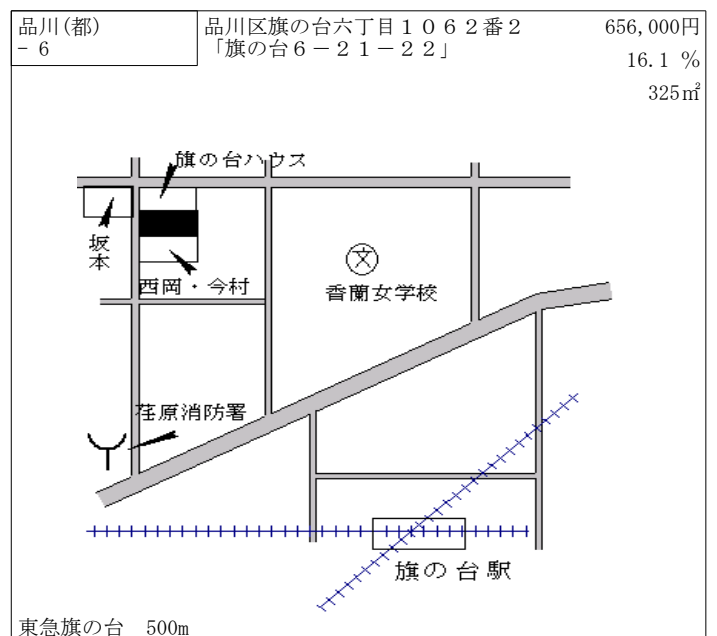 品川(都)
－6
品川区旗の台六丁目１０６２番２
「旗の台６－２１－２２」
656,000円
16.1 %
325㎡
旗の台ハウス
坂本
西岡・今村
文
香蘭女学校
荏原消防署
旗の台駅
東急旗の台　500m